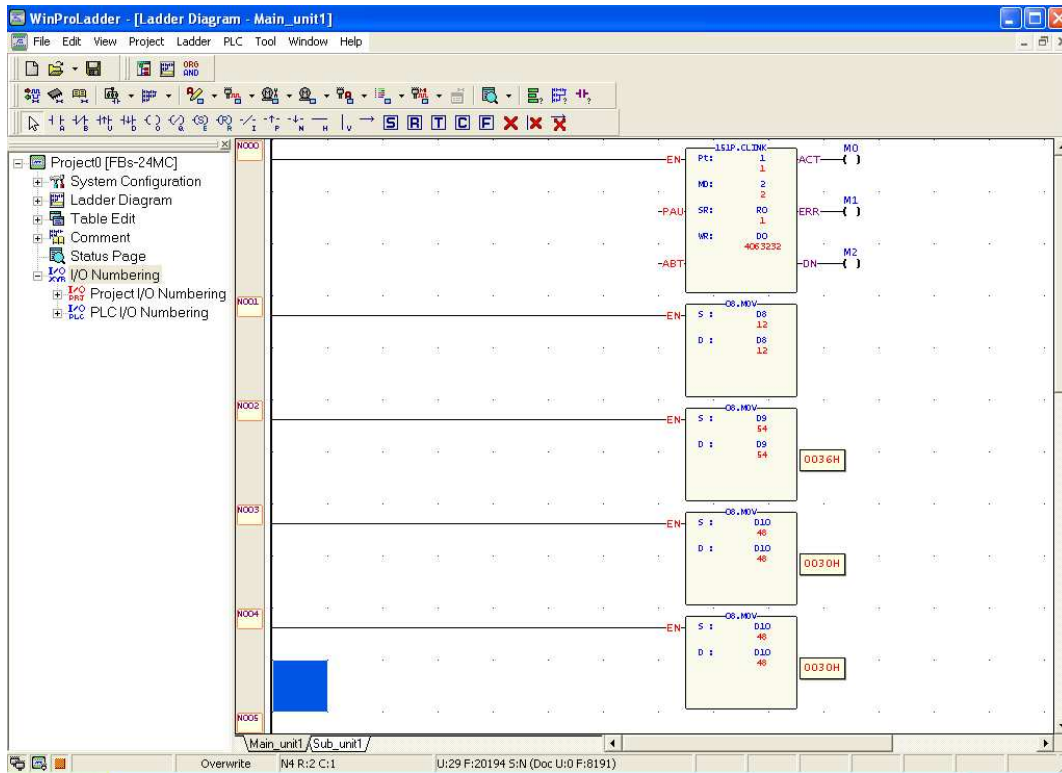 WinProLadder - [Ladder Diagram - Main_unit1]
File Edit View Project Ladder PLC Tool Window Help
ORG
AND
A B U D O Q S E R I P N H V S R T C F
Project0 [FBs-24MC]
System Configuration
Ladder Diagram
Table Edit
Comment
Status Page
I/O Numbering
Project I/O Numbering
PLC I/O Numbering
N000
151P.CLINK
EN
Pt: 1
1
ACT
M0
MD: 2
2
PAU
SR: R0
1
ERR
M1
WR: D0
4063232
ABT
DN
M2
N001
08.MOV
EN
S : D8
12
D : D8
12
N002
08.MOV
EN
S : D9
54
D : D9
54
0036H
N003
08.MOV
EN
S : D10
48
D : D10
48
0030H
N004
08.MOV
EN
S : D10
48
D : D10
48
0030H
N005
Main_unit1 Sub_unit1
Overwrite N4 R:2 C:1 U:29 F:20194 S:N (Doc U:0 F:8191)